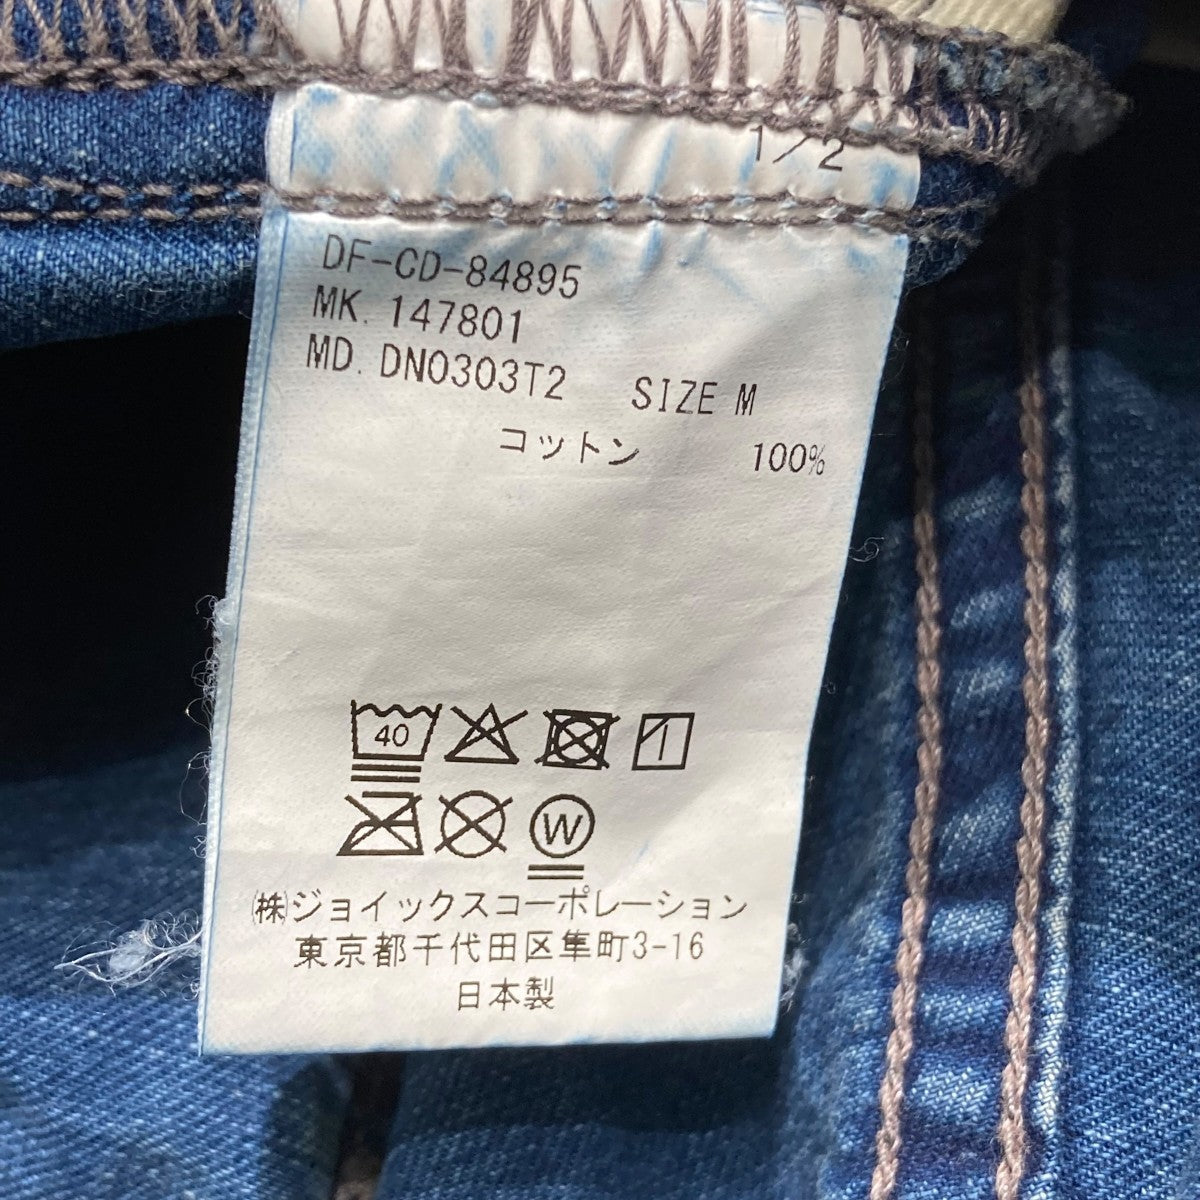 1/2
DF-CD-84895
MK. 147801
MD. DN0303T2 SIZE M
コットン 100%
40
W
㈱ジョイックスコーポレーション
東京都千代田区隼町3-16
日本製